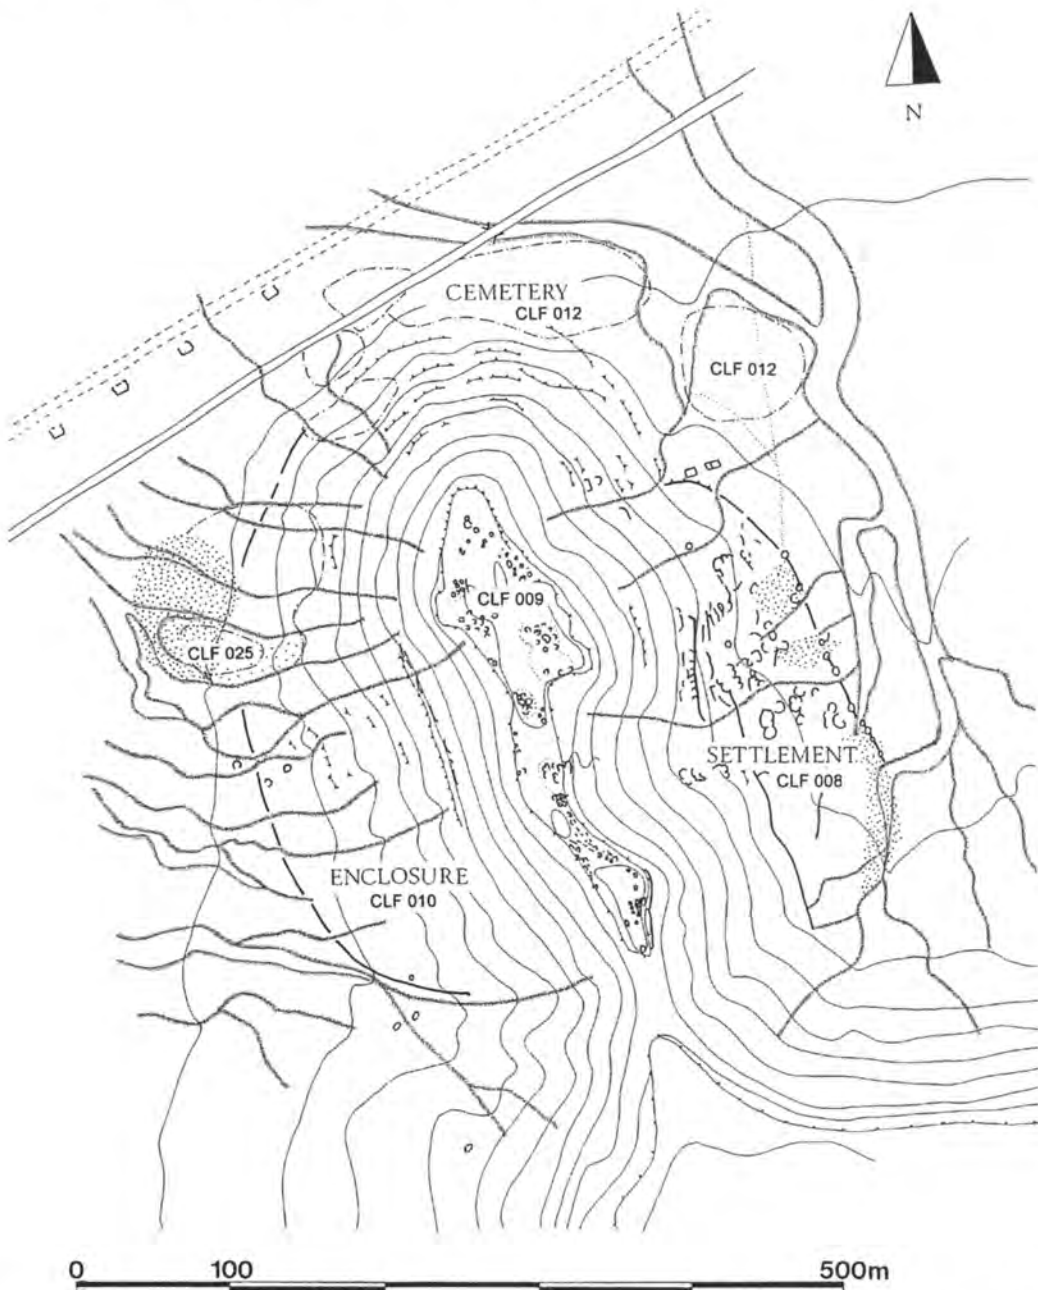 N
CEMETERY
CLF 012
CLF 012
CLF 009
CLF 025
SETTLEMENT
CLF 008
ENCLOSURE
CLF 010
0 100 500m